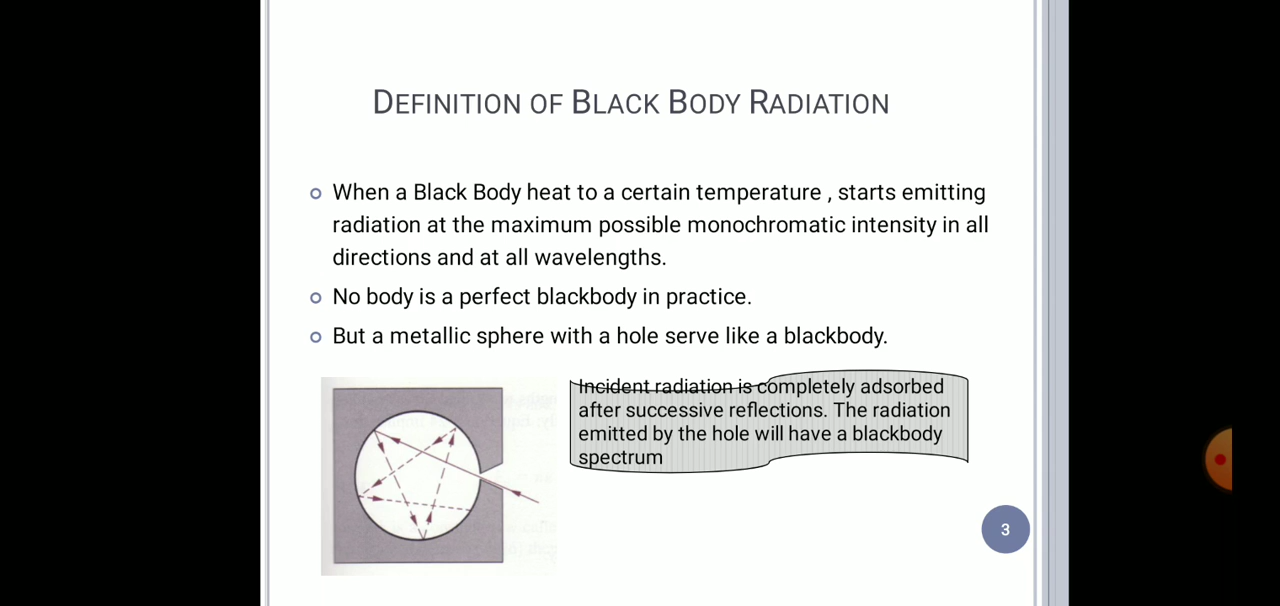 DEFINITION OF BLACK BODY RADIATION
When a Black Body heat to a certain temperature , starts emitting
radiation at the maximum possible monochromatic intensity in all
directions and at all wavelengths.
No body is a perfect blackbody in practice.
But a metallic sphere with a hole serve like a blackbody.
Incident radiation is completely adsorbed
after successive reflections. The radiation
emitted by the hole will have a blackbody
spectrum
3